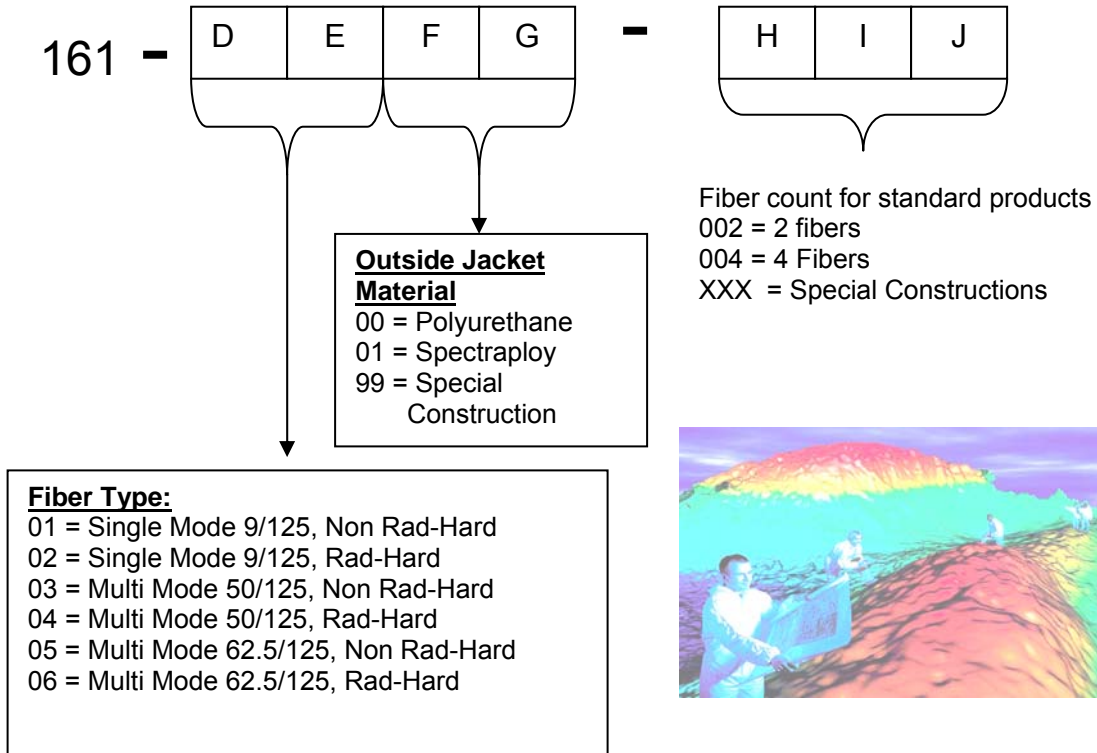 161 - D E F G - H I J
Fiber count for standard products
002 = 2 fibers
004 = 4 Fibers
XXX = Special Constructions
Outside Jacket
Material
00 = Polyurethane
01 = Spectraploy
99 = Special
Construction
Fiber Type:
01 = Single Mode 9/125, Non Rad-Hard
02 = Single Mode 9/125, Rad-Hard
03 = Multi Mode 50/125, Non Rad-Hard
04 = Multi Mode 50/125, Rad-Hard
05 = Multi Mode 62.5/125, Non Rad-Hard
06 = Multi Mode 62.5/125, Rad-Hard